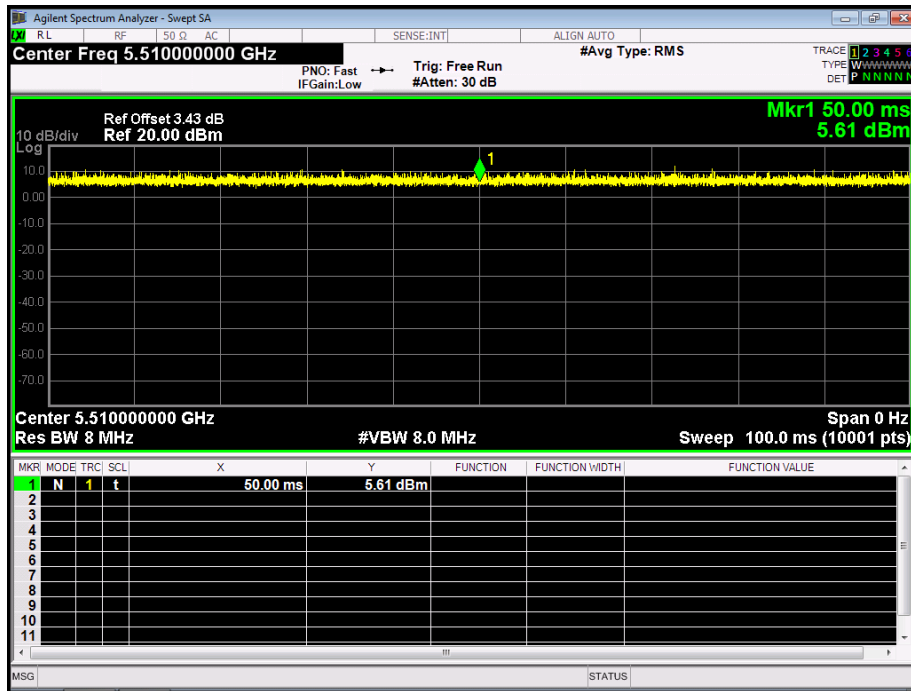 Agilent Spectrum Analyzer - Swept SA
LXI RL RF 50 Ω AC SENSE:INT ALIGN AUTO
Center Freq 5.510000000 GHz
#Avg Type: RMS
TRACE 1 2 3 4 5 6
PNO: Fast Trig: Free Run
TYPE WWWWWW
IFGain:Low #Atten: 30 dB
DET P N N N N N
Mkr1 50.00 ms
Ref Offset 3.43 dB
10 dB/div Ref 20.00 dBm
5.61 dBm
Log
1
10.0
0.00
-10.0
-20.0
-30.0
-40.0
-50.0
-60.0
-70.0
Center 5.510000000 GHz Span 0 Hz
Res BW 8 MHz #VBW 8.0 MHz Sweep 100.0 ms (10001 pts)
MKR MODE TRC SCL X Y FUNCTION FUNCTION WIDTH FUNCTION VALUE
1 N 1 t 50.00 ms 5.61 dBm
2
3
4
5
6
7
8
9
10
11
MSG STATUS